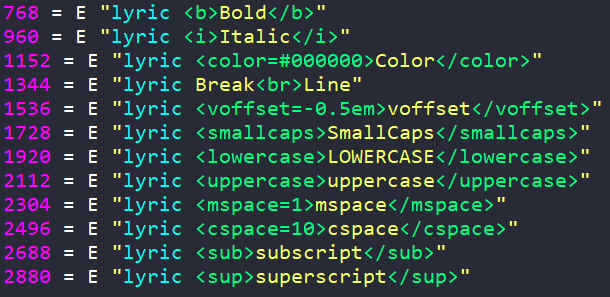 768 = E "lyric <b>Bold</b>"
960 = E "lyric <i>Italic</i>"
1152 = E "lyric <color=#000000>Color</color>"
1344 = E "lyric Break<br>Line"
1536 = E "lyric <voffset=-0.5em>voffset</voffset>"
1728 = E "lyric <smallcaps>SmallCaps</smallcaps>"
1920 = E "lyric <lowercase>LOWERCASE</lowercase>"
2112 = E "lyric <uppercase>uppercase</uppercase>"
2304 = E "lyric <mspace=1>mspace</mspace>"
2496 = E "lyric <cspace=10>cspace</cspace>"
2688 = E "lyric <sub>subscript</sub>"
2880 = E "lyric <sup>superscript</sup>"